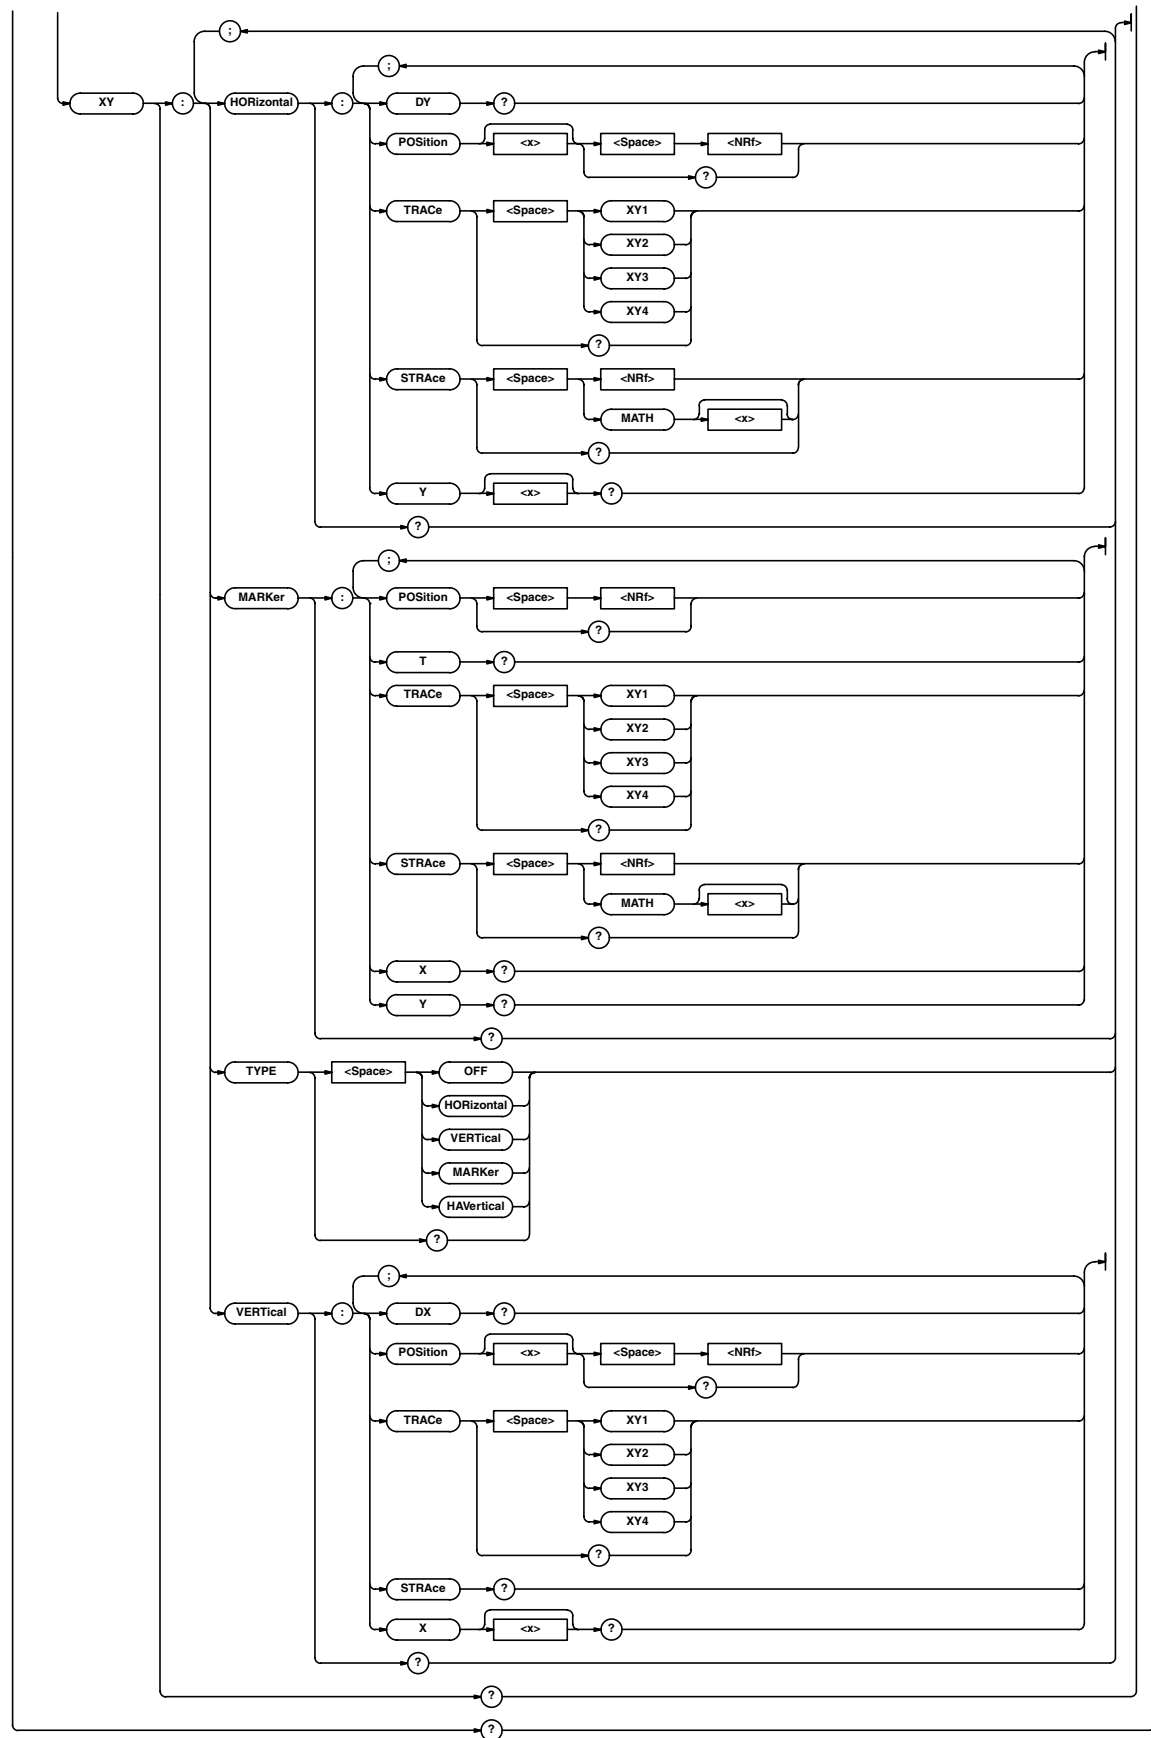 ;
;
XY : HORizontal : DY ?
POSition <x> <Space> <NRf>
?
TRACe <Space> XY1
XY2
XY3
XY4
?
STRAce <Space> <NRf>
MATH <x>
?
Y <x> ?
?
;
MARKer : POSition <Space> <NRf>
?
T ?
TRACe <Space> XY1
XY2
XY3
XY4
?
STRAce <Space> <NRf>
MATH <x>
?
X ?
Y ?
?
TYPE <Space> OFF
HORizontal
VERTical
MARKer
HAVertical
?
;
VERTical : DX ?
POSition <x> <Space> <NRf>
?
TRACe <Space> XY1
XY2
XY3
XY4
?
STRAce ?
X <x> ?
?
?
?